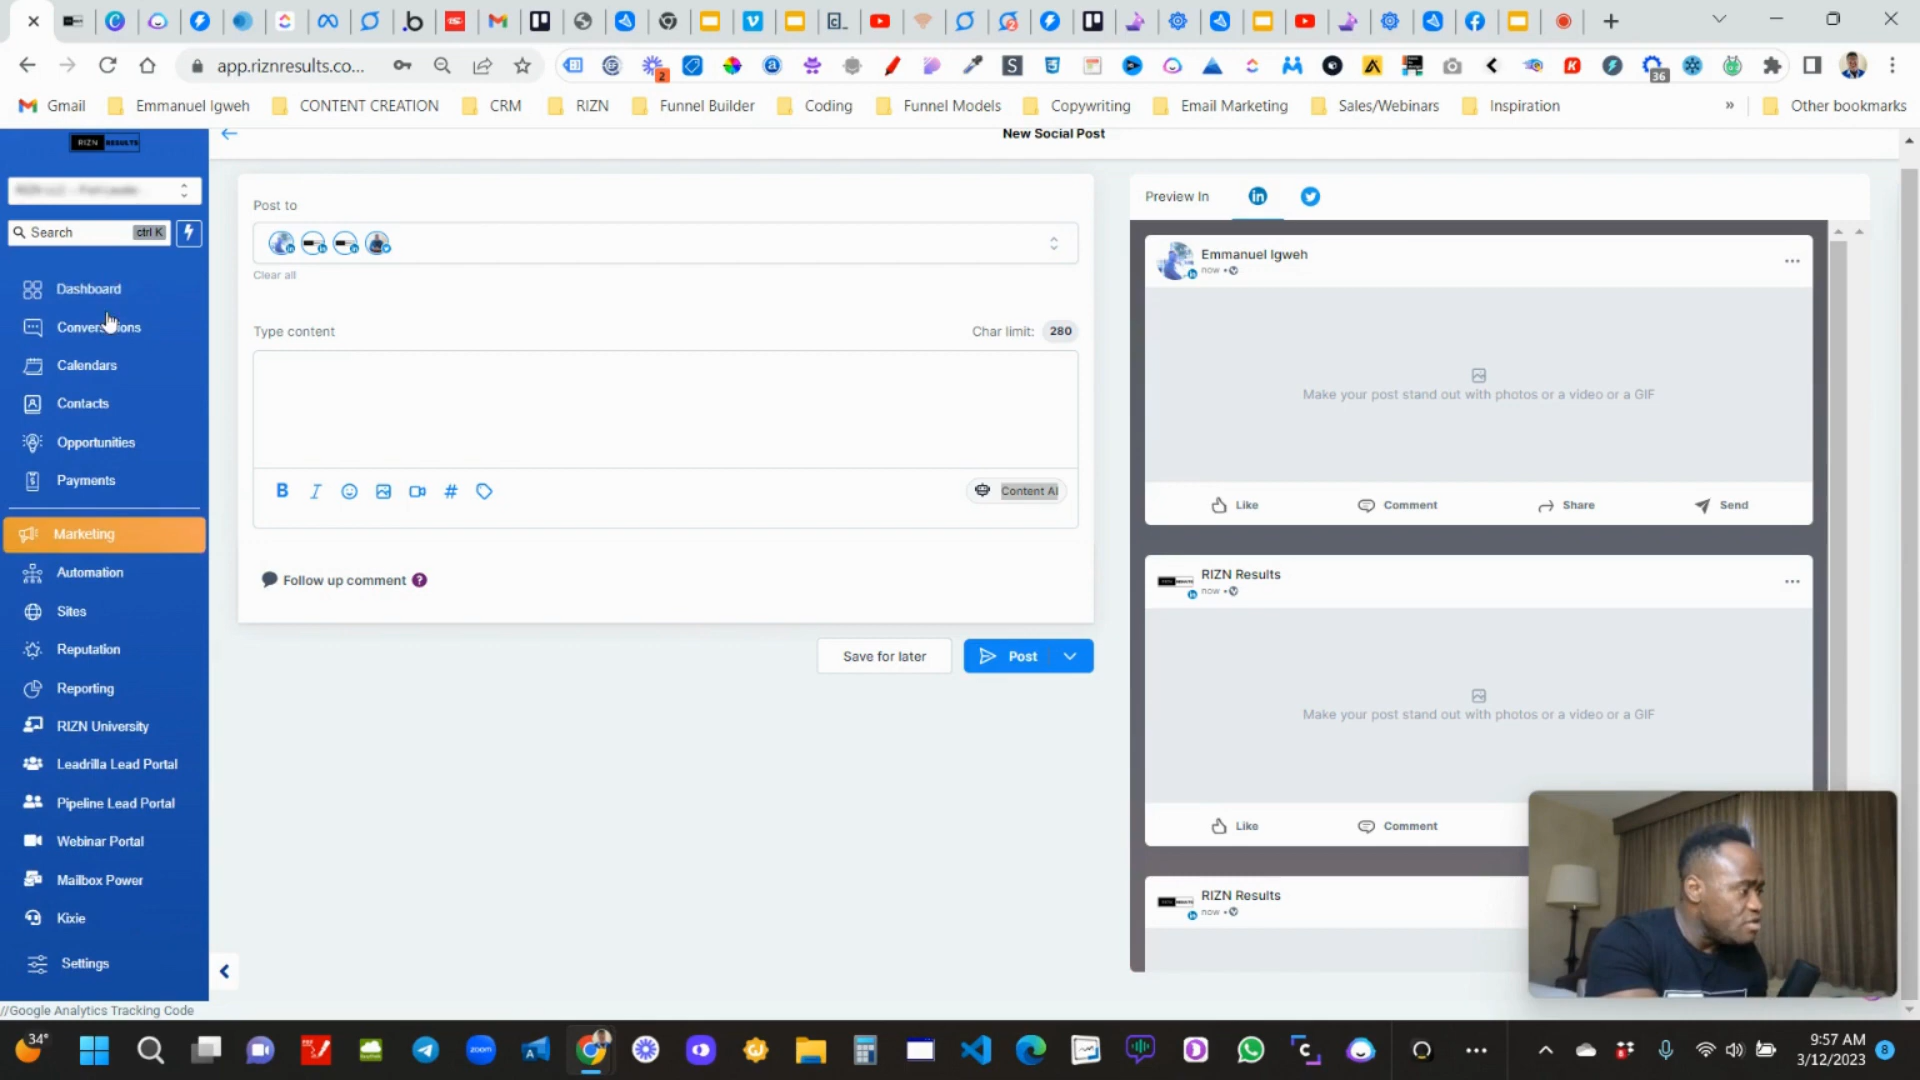 app.riznresults.co...
2
36
Gmail
Emmanuel Igweh
CONTENT CREATION
CRM
RIZN
Funnel Builder
Coding
Funnel Models
Copywriting
Email Marketing
Sales/Webinars
Inspiration
»
Other bookmarks
RIZN RESULTS
New Social Post
Search
ctrl K
Dashboard
Conversations
Calendars
Contacts
Opportunities
Payments
Marketing
Automation
Sites
Reputation
Reporting
RIZN University
Leadrilla Lead Portal
Pipeline Lead Portal
Webinar Portal
Mailbox Power
Kixie
Settings
//Google Analytics Tracking Code
Post to
Clear all
Type content
Char limit: 280
B I #
Content AI
Follow up comment ?
Save for later
Post
Preview In
Emmanuel Igweh
now •
Make your post stand out with photos or a video or a GIF
Like Comment Share Send
RIZN Results
now •
Make your post stand out with photos or a video or a GIF
Like Comment
RIZN Results
now •
34°
zoom
9:57 AM
3/12/2023
8